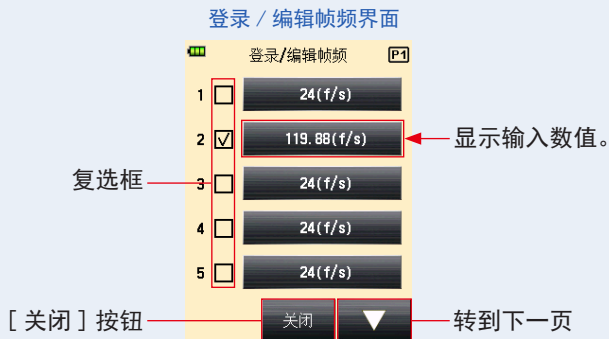 登录 / 编辑帧频界面
登录/编辑帧频 P1
1 24(f/s)
2 119.88(f/s) 显示输入数值。
复选框 3 24(f/s)
4 24(f/s)
5 24(f/s)
[ 关闭 ] 按钮 关闭 转到下一页